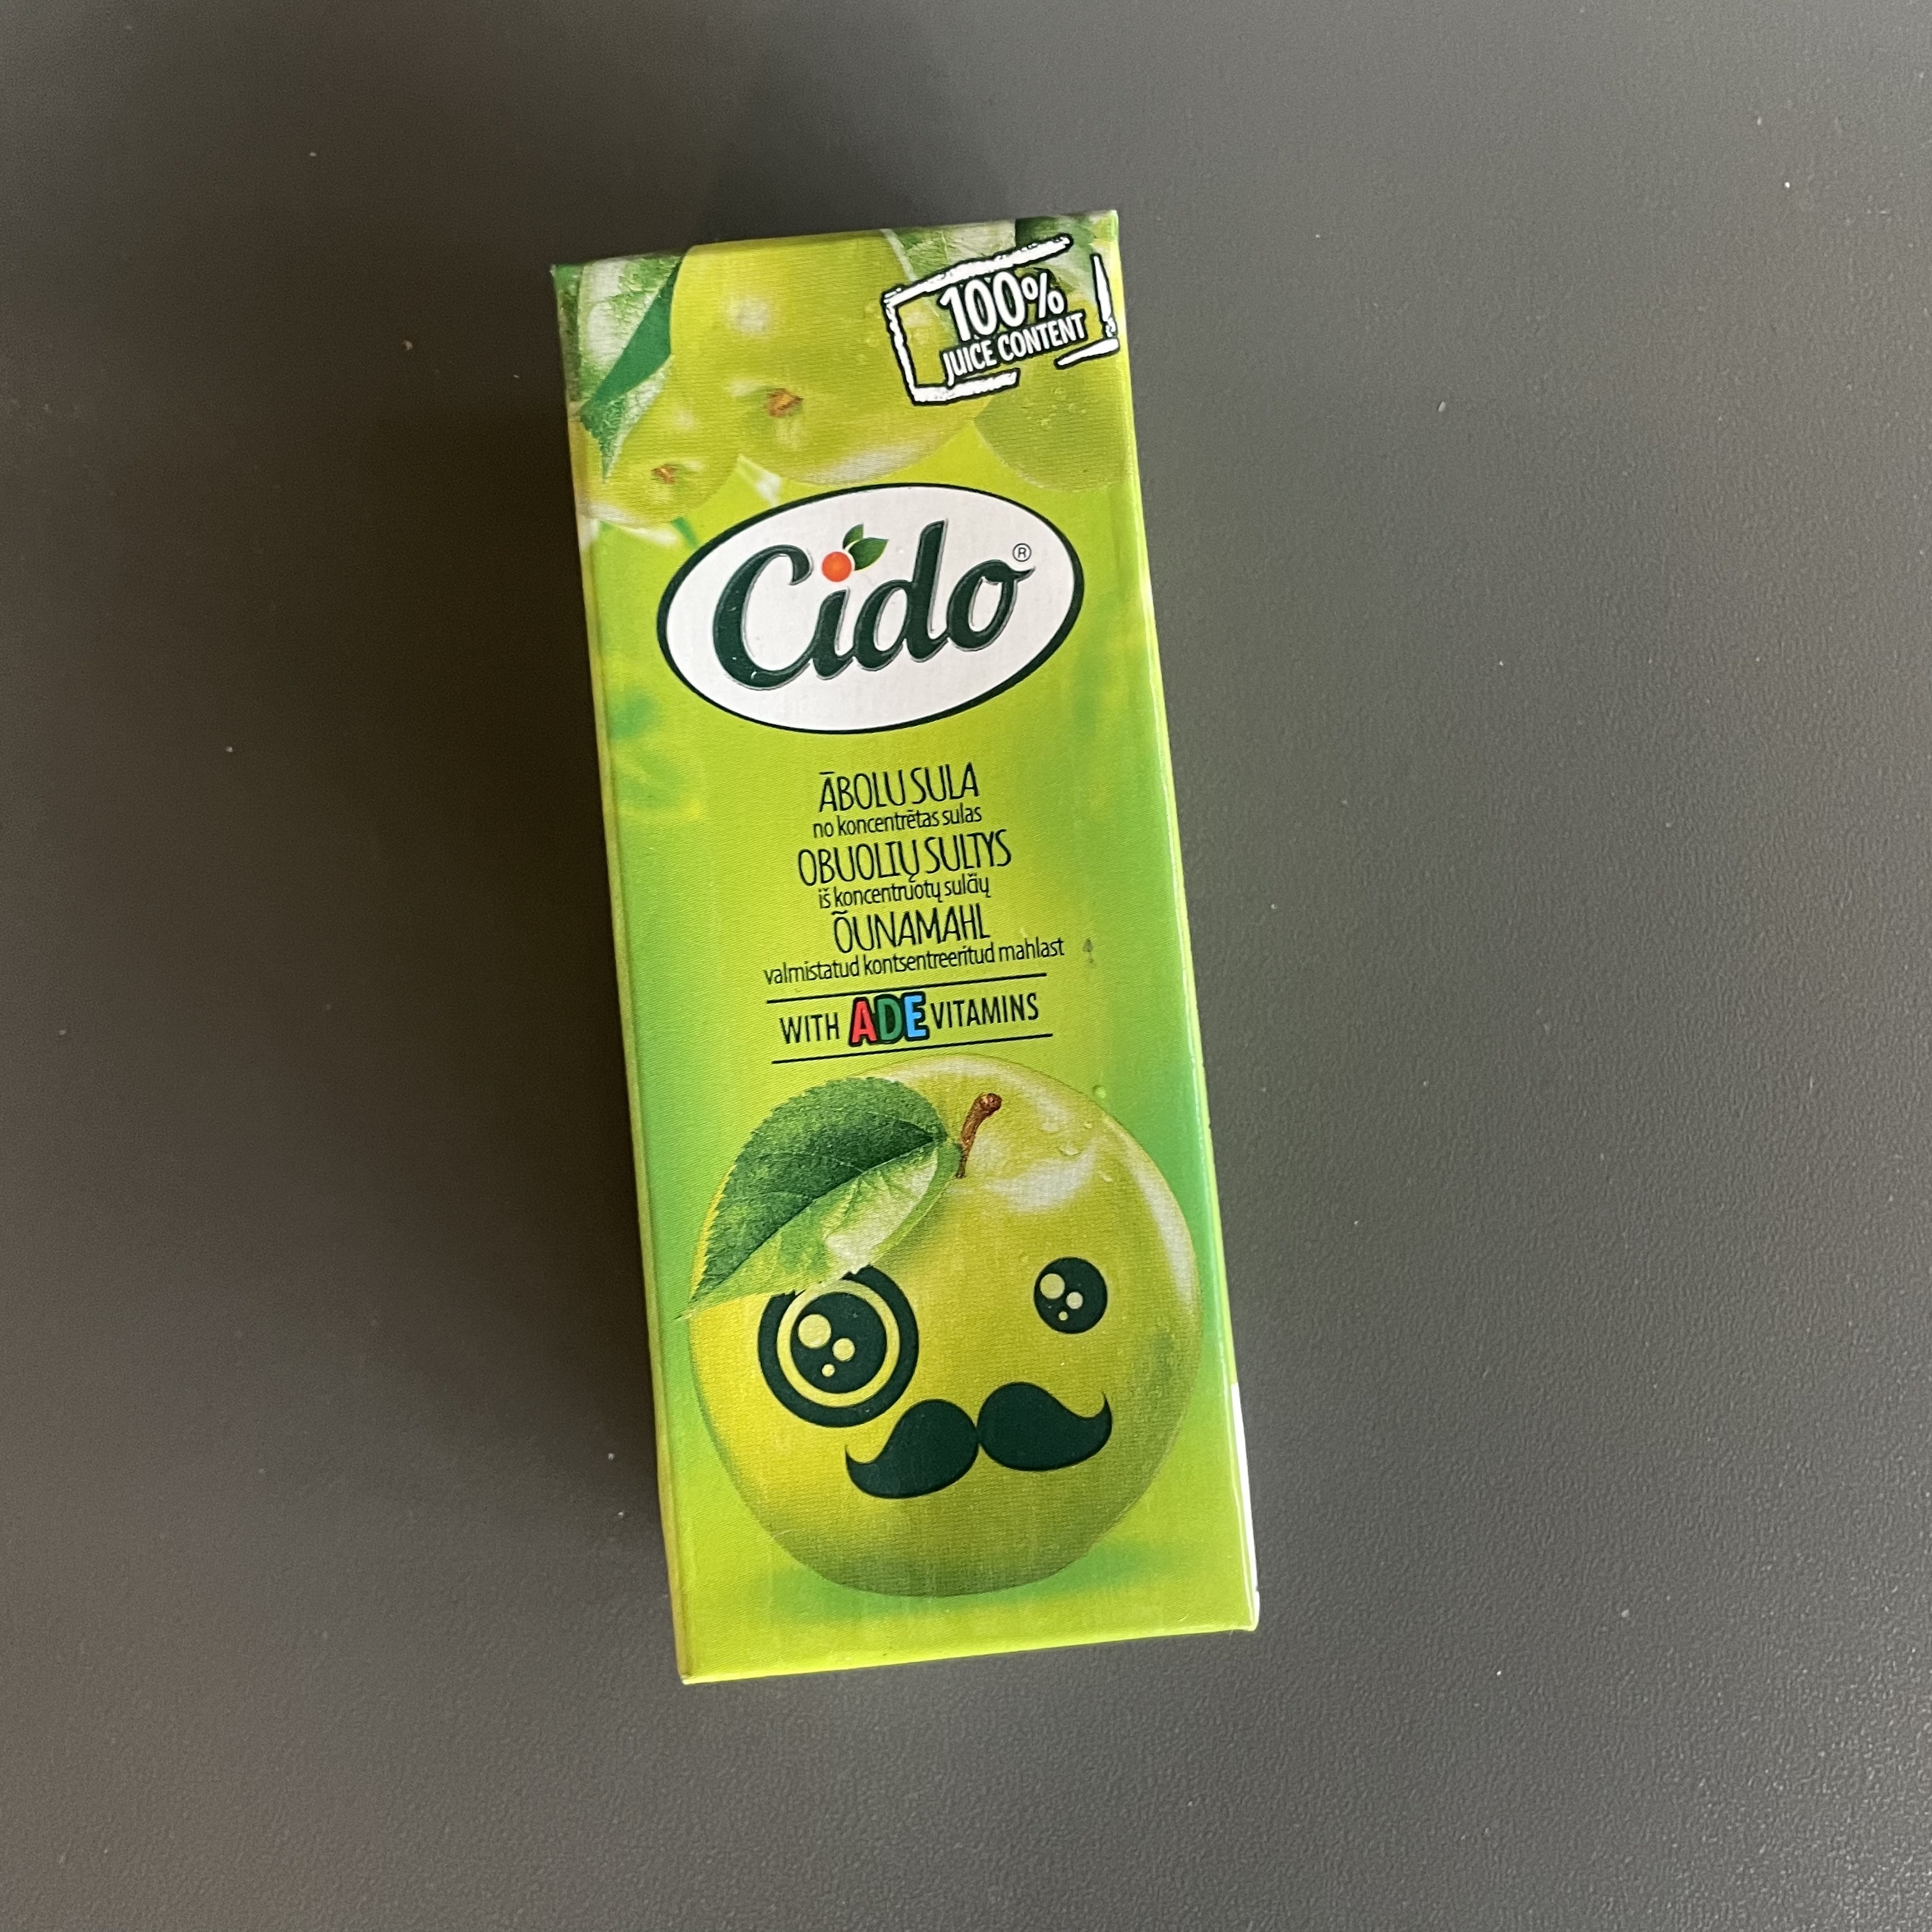 100%
JUICE CONTENT
Cido®
ĀBOLU SULA
no koncentrētas sulas
OBUOLIŲ SULTYS
iš koncentruotų sulčių
ÕUNAMAHL
valmistatud kontsentreeritud mahlast
WITH ADE VITAMINS